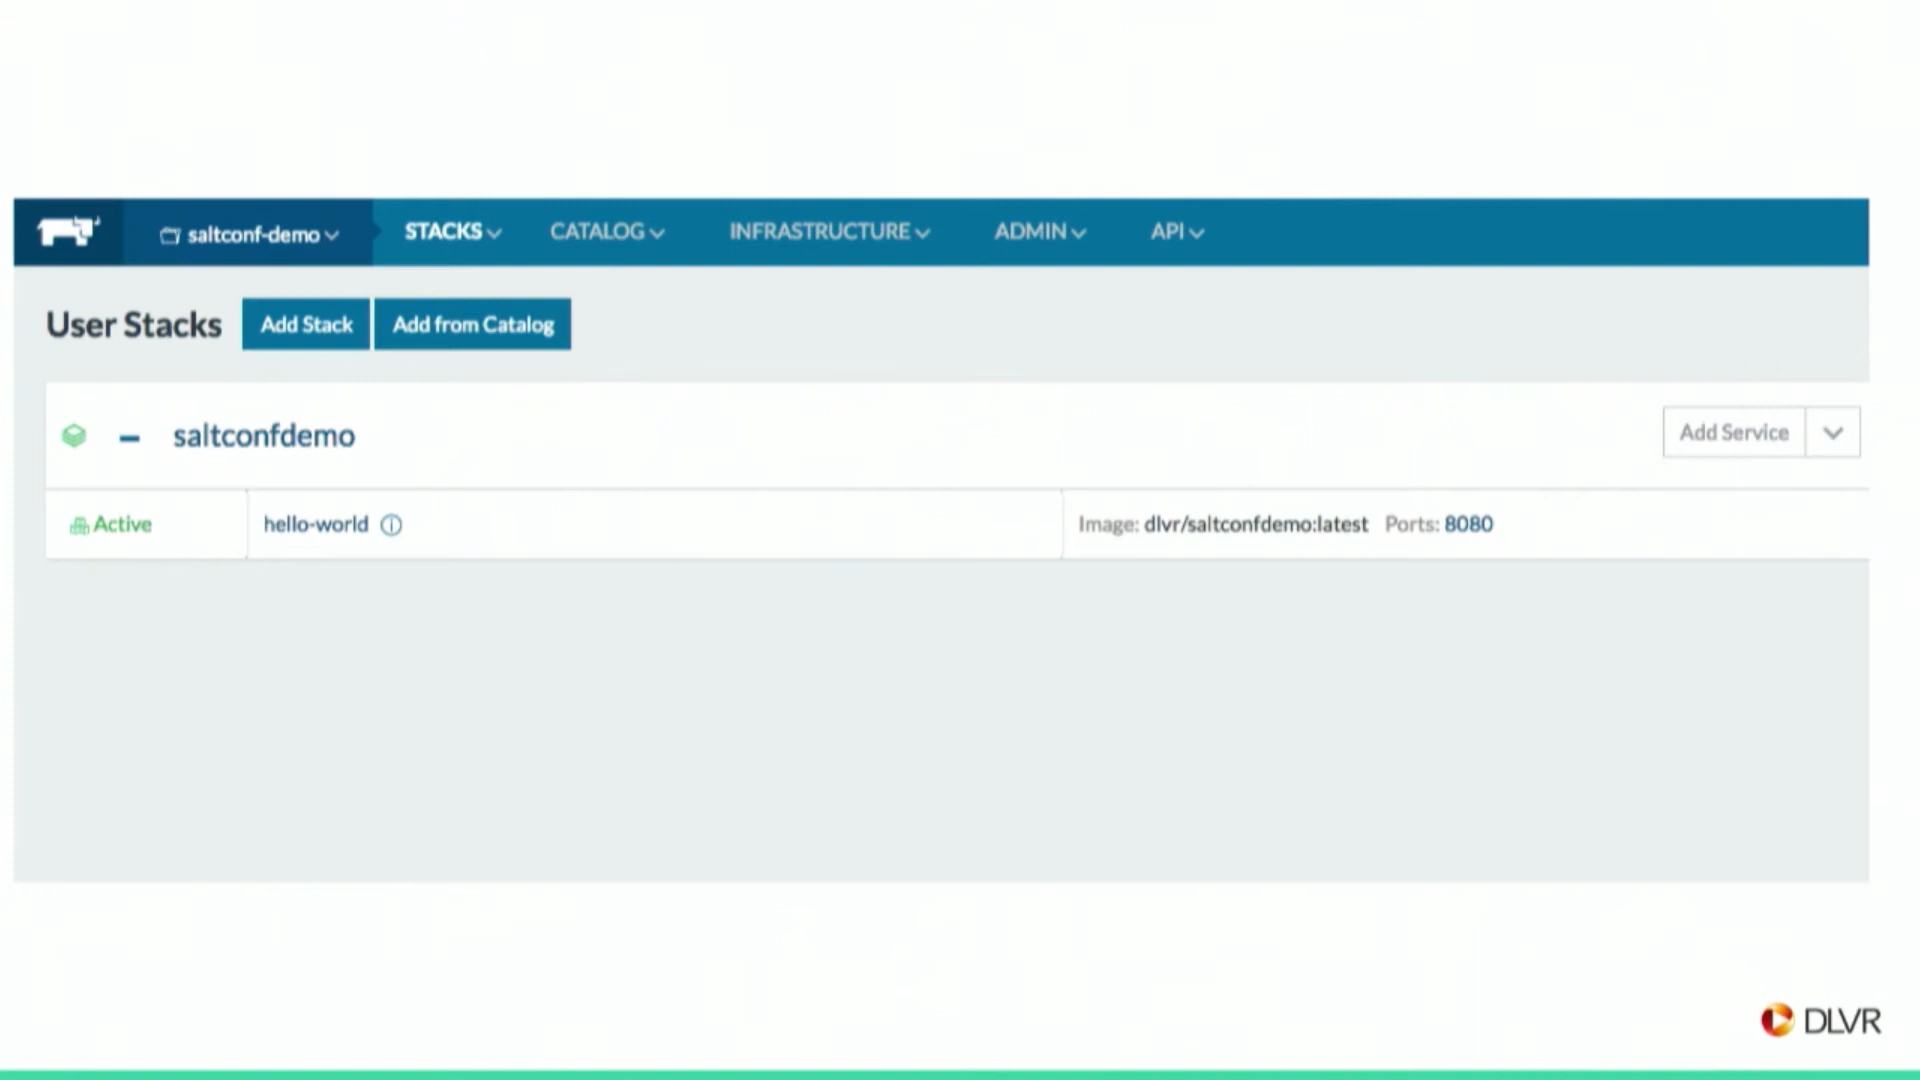 saltconf-demo STACKS CATALOG INFRASTRUCTURE ADMIN API
User Stacks Add Stack Add from Catalog
saltconfdemo Add Service
Active hello-world Image: dlvr/saltconfdemo:latest Ports: 8080
DLVR